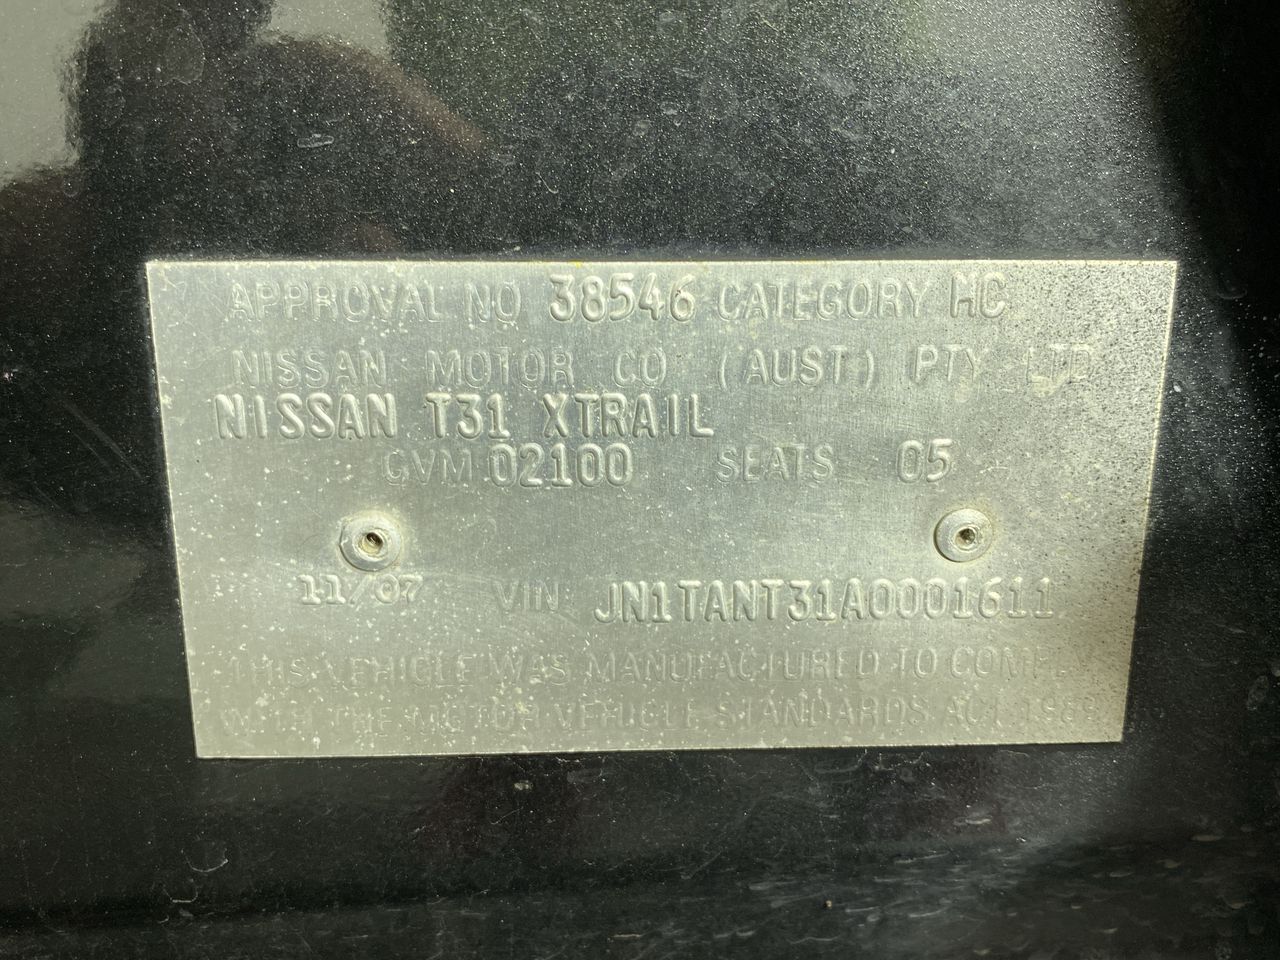 APPROVAL NO 38546 CATEGORY MC
NISSAN MOTOR CO (AUST) PTY LTD
NISSAN T31 XTRAIL
GVM 02100 SEATS 05
11/07 VIN JN1TANT31A0001611
THIS VEHICLE WAS MANUFACTURED TO COMPLY
WITH THE MOTOR VEHICLE STANDARDS ACT 1989